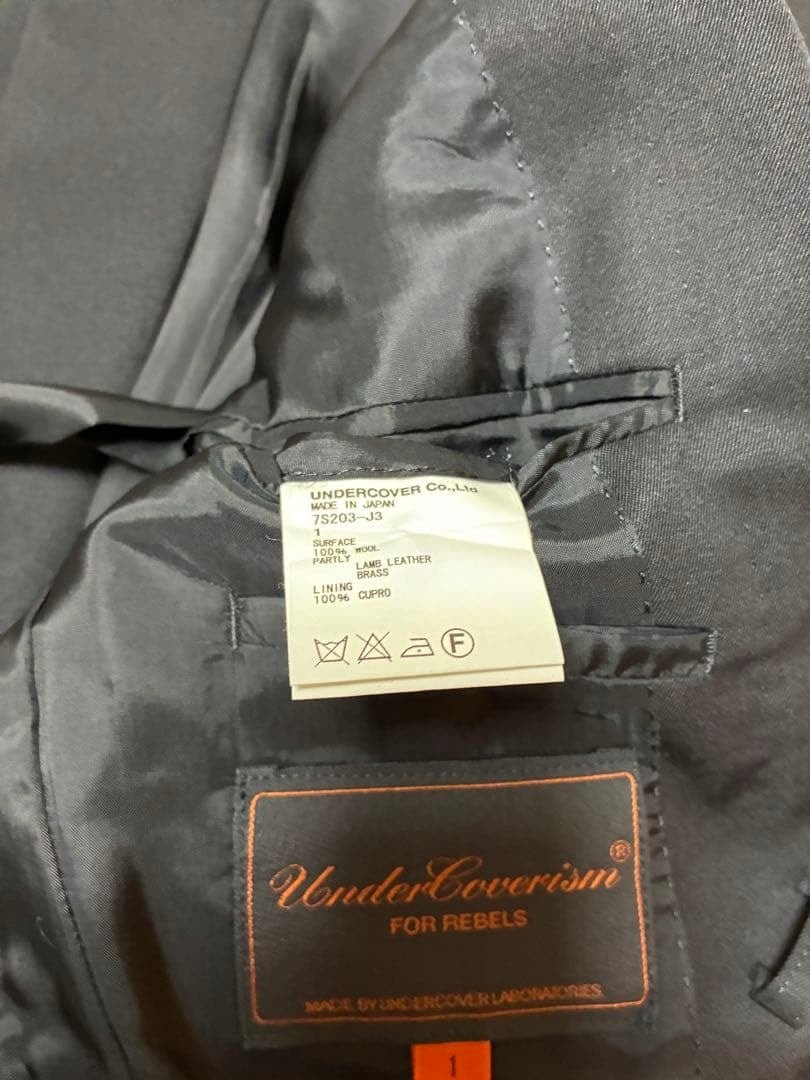 UNDERCOVER Co.,Ltd
MADE IN JAPAN
7S203-J3
1
SURFACE
100% WOOL
PARTLY
LAMB LEATHER
BRASS
LINING
100% CUPRO
F
UnderCoverism®
FOR REBELS
MADE BY UNDERCOVER LABORATORIES
1